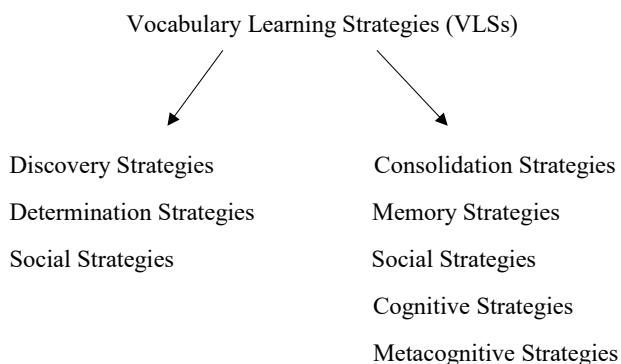 Vocabulary Learning Strategies (VLSs)
Discovery Strategies
Determination Strategies
Social Strategies
Consolidation Strategies
Memory Strategies
Social Strategies
Cognitive Strategies
Metacognitive Strategies